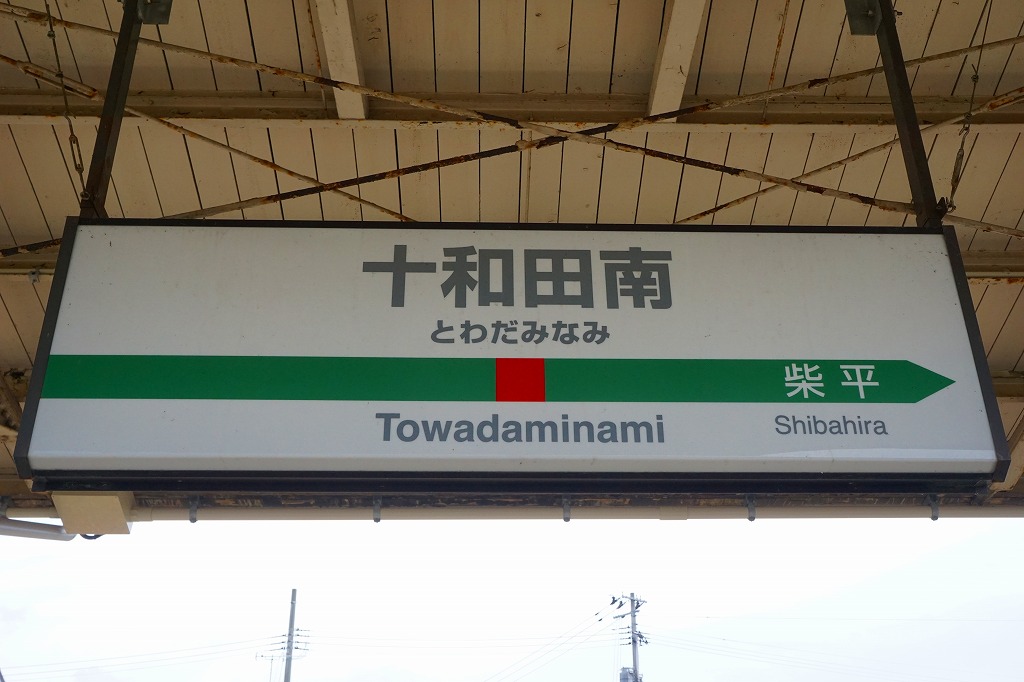 十和田南
とわだみなみ
柴平
Towadaminami
Shibahira